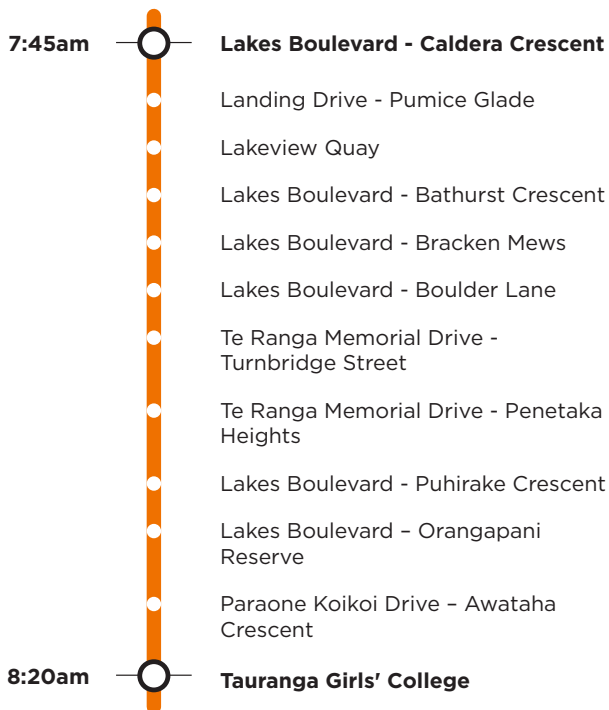 7:45am Lakes Boulevard - Caldera Crescent
Landing Drive - Pumice Glade
Lakeview Quay
Lakes Boulevard - Bathurst Crescent
Lakes Boulevard - Bracken Mews
Lakes Boulevard - Boulder Lane
Te Ranga Memorial Drive -
Turnbridge Street
Te Ranga Memorial Drive - Penetaka
Heights
Lakes Boulevard - Puhirake Crescent
Lakes Boulevard – Orangapani
Reserve
Paraone Koikoi Drive – Awataha
Crescent
8:20am Tauranga Girls' College